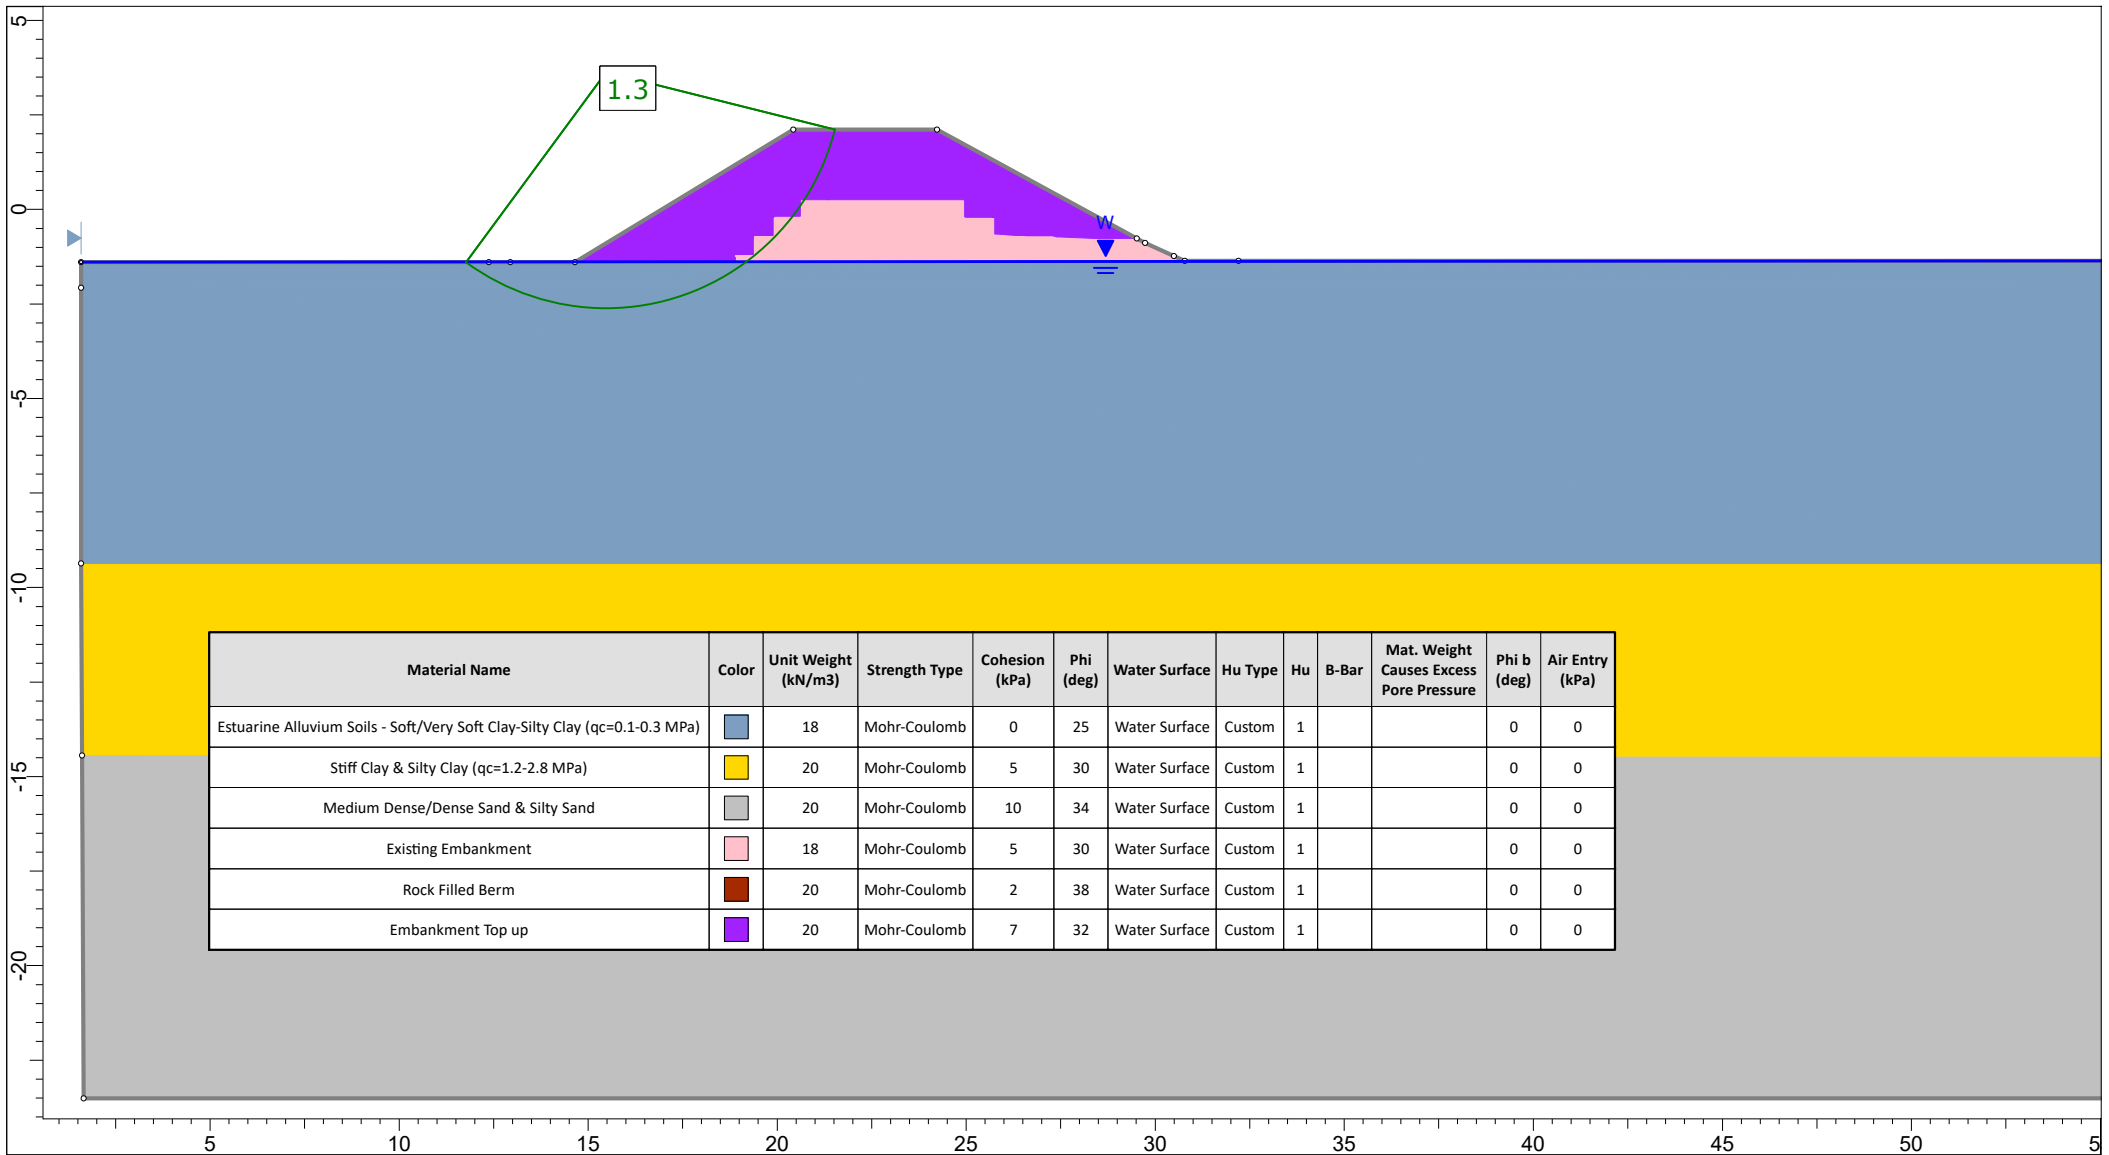 5
0
-5
-10
-15
-20
1.3
W
Material Name Color Unit Weight (kN/m3) Strength Type Cohesion (kPa) Phi (deg) Water Surface Hu Type Hu B-Bar Mat. Weight Causes Excess Pore Pressure Phi b (deg) Air Entry (kPa)
Estuarine Alluvium Soils - Soft/Very Soft Clay-Silty Clay (qc=0.1-0.3 MPa) 18 Mohr-Coulomb 0 25 Water Surface Custom 1 0 0
Stiff Clay & Silty Clay (qc=1.2-2.8 MPa) 20 Mohr-Coulomb 5 30 Water Surface Custom 1 0 0
Medium Dense/Dense Sand & Silty Sand 20 Mohr-Coulomb 10 34 Water Surface Custom 1 0 0
Existing Embankment 18 Mohr-Coulomb 5 30 Water Surface Custom 1 0 0
Rock Filled Berm 20 Mohr-Coulomb 2 38 Water Surface Custom 1 0 0
Embankment Top up 20 Mohr-Coulomb 7 32 Water Surface Custom 1 0 0
5 10 15 20 25 30 35 40 45 50 5